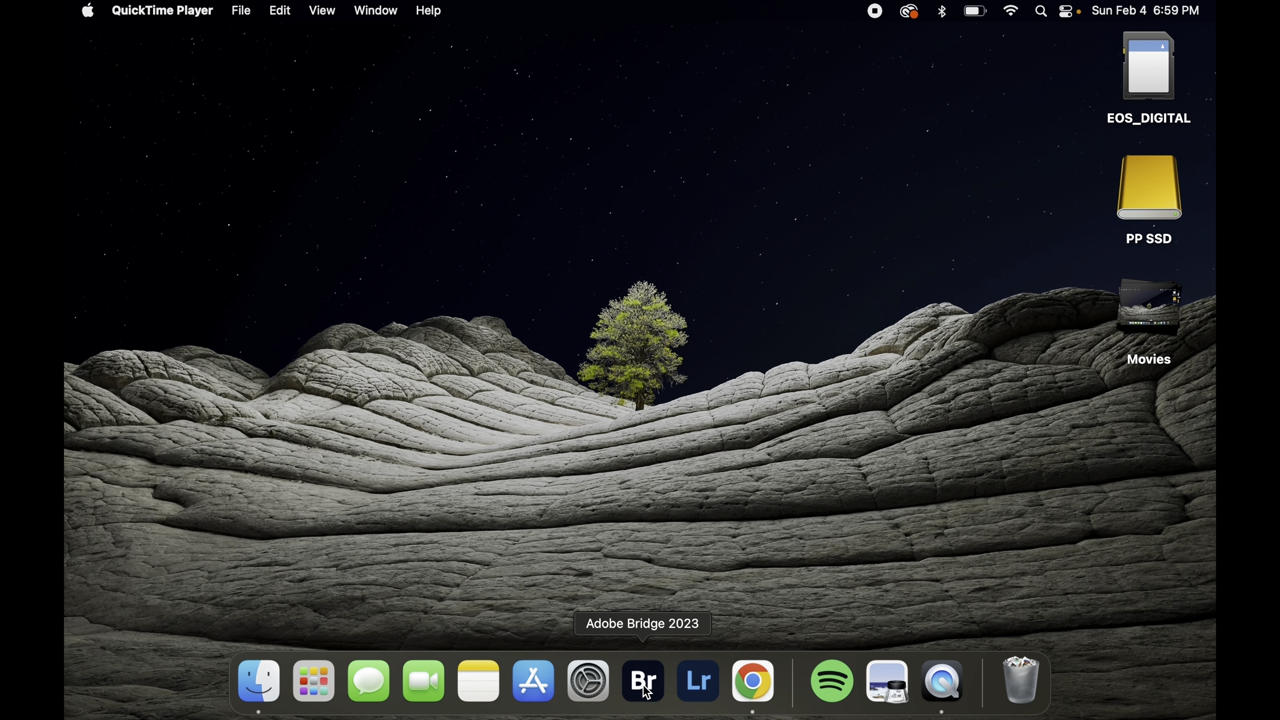 QuickTime Player File Edit View Window Help Sun Feb 4 6:59 PM
EOS_DIGITAL
PP SSD
Movies
Adobe Bridge 2023
Br Lr